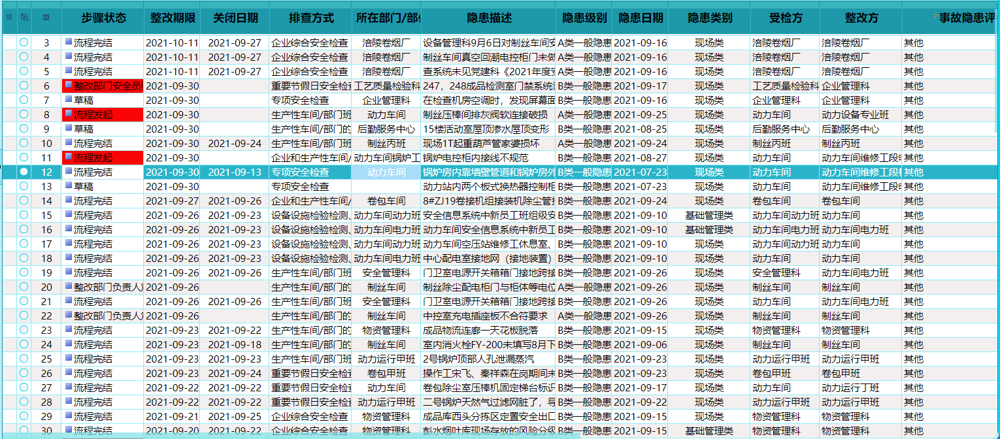 步骤状态 整改期限 关闭日期 排查方式 所在部门/部 隐患描述 隐患级别 隐患日期 隐患类别 受检方 整改方 事故隐患评
3 流程完结 2021-10-11 2021-09-27 企业综合安全检查 涪陵卷烟厂 设备管理科9月6日对制丝车间安 A类一般隐患 2021-09-16 现场类 涪陵卷烟厂 涪陵卷烟厂 其他
4 流程完结 2021-10-11 2021-09-27 企业综合安全检查 涪陵卷烟厂 制丝车间真空回潮电控柜门未做 A类一般隐患 2021-09-16 现场类 涪陵卷烟厂 涪陵卷烟厂 其他
5 流程完结 2021-10-11 2021-09-27 企业综合安全检查 涪陵卷烟厂 查系统未见党建科《2021年度安 A类一般隐患 2021-09-16 现场类 涪陵卷烟厂 涪陵卷烟厂 其他
6 整改部门安全员 2021-09-30 重要节假日安全检 工艺质量检验科 247，248成品检测室门禁系统 B类一般隐患 2021-09-17 现场类 工艺质量检验科 企业管理科 其他
7 草稿 2021-09-30 专项安全检查 企业管理科 在检查机房空调时，发现屏幕面 B类一般隐患 2021-09-16 现场类 企业管理科 企业管理科 其他
8 流程发起 2021-09-30 生产性车间/部门班 动力车间 制丝压棒间排灰阀软连接破损 A类一般隐患 2021-09-25 现场类 动力车间 动力设备专业班 其他
9 草稿 2021-09-30 生产性车间/部门的 后勤服务中心 15楼活动室屋顶渗水屋顶变形 B类一般隐患 2021-08-25 现场类 后勤服务中心 后勤服务中心 其他
10 流程完结 2021-09-30 2021-09-24 生产性车间/部门班 制丝丙班 现场1T起重葫芦管家婆损坏 A类一般隐患 2021-09-24 现场类 制丝丙班 制丝丙班 其他
11 流程发起 2021-09-30 企业和生产性车间/ 动力车间锅炉工 锅炉电控柜内接线不规范 B类一般隐患 2021-08-27 现场类 动力车间 动力车间维修工段 其他
12 流程完结 2021-09-30 2021-09-13 专项安全检查 动力车间 锅炉房内靠墙壁管道和锅炉房外 B类一般隐患 2021-07-23 现场类 动力车间 动力车间维修工段 其他
13 草稿 2021-09-30 专项安全检查 动力站内两个板式换热器控制柜 B类一般隐患 2021-07-23 现场类 动力车间 动力车间维修工段 其他
14 流程完结 2021-09-27 2021-09-26 企业和生产性车间/ 卷包车间 8#ZJ19卷接机组接装机除尘管 B类一般隐患 2021-09-24 现场类 卷包车间 卷包车间 其他
15 流程完结 2021-09-26 2021-09-23 设备设施检验检测、 动力车间动力班 安全信息系统中新员工班组级安 B类一般隐患 2021-09-10 基础管理类 动力车间动力班 动力车间 其他
16 流程完结 2021-09-26 2021-09-23 设备设施检验检测、 动力车间电力班 动力车间安全信息系统中新员工 B类一般隐患 2021-09-10 基础管理类 动力车间电力班 动力车间电力班 其他
17 流程完结 2021-09-26 2021-09-23 设备设施检验检测、 动力车间动力班 动力车间空压站维修工休息室、 B类一般隐患 2021-09-10 现场类 动力车间动力班 动力车间 其他
18 流程完结 2021-09-26 2021-09-23 设备设施检验检测、 动力车间电力班 中心配电室接地网（接地装置） B类一般隐患 2021-09-10 现场类 动力车间 动力车间 其他
19 流程完结 2021-09-26 2021-09-26 生产性车间/部门班 安全管理科 门卫室电源开关箱箱门接地跨接 B类一般隐患 2021-09-26 现场类 安全管理科 动力车间电力班 其他
20 整改部门负责人 2021-09-26 生产性车间/部门的 制丝车间 制丝除尘配电柜门与柜体等电位 A类一般隐患 2021-09-26 现场类 制丝车间 制丝车间 其他
21 流程完结 2021-09-26 2021-09-26 生产性车间/部门班 安全管理科 门卫室电源开关箱箱门接地跨接 B类一般隐患 2021-09-26 现场类 动力车间 动力车间电力班 其他
22 整改部门负责人 2021-09-26 生产性车间/部门的 制丝车间 中控室充电插座板不合符要求 A类一般隐患 2021-09-26 现场类 制丝车间 制丝车间 其他
23 流程完结 2021-09-23 2021-09-22 生产性车间/部门的 物资管理科 成品物流连廊一天花板脱落 B类一般隐患 2021-09-15 现场类 物资管理科 物资管理科 其他
24 流程完结 2021-09-23 2021-09-18 生产性车间/部门的 制丝车间 室内消火栓FY-200未填写8月下 B类一般隐患 2021-09-06 现场类 制丝车间 制丝车间 其他
25 流程完结 2021-09-23 2021-09-23 生产性车间/部门班 动力运行甲班 2号锅炉顶部人孔泄漏蒸汽 B类一般隐患 2021-09-23 现场类 动力运行甲班 动力运行甲班 其他
26 流程完结 2021-09-23 2021-09-24 重要节假日安全检 卷包甲班 操作工宋飞、秦祥森在岗期间未 B类一般隐患 2021-09-23 现场类 卷包甲班 卷包甲班 其他
27 流程完结 2021-09-22 2021-09-22 重要节假日安全检 动力车间 卷包除尘室压棒机固定梯台标识 B类一般隐患 2021-09-17 现场类 动力车间 动力运行丁班 其他
28 流程完结 2021-09-22 2021-09-22 重要节假日安全检 动力运行甲班 二号锅炉天然气过滤网脏了，导 B类一般隐患 2021-09-22 现场类 动力运行甲班 动力运行甲班 其他
29 流程完结 2021-09-21 2021-09-25 企业综合安全检查 物资管理科 成品库西头分拣区定置安全出口 B类一般隐患 2021-09-15 现场类 物资管理科 物资管理科 其他
30 流程完结 2021-09-20 2021-09-22 企业综合安全检查 物资管理科 彭水烟叶库现场存放的风险分级 B类一般隐患 2021-09-15 基础管理类 物资管理科 物资管理科 其他